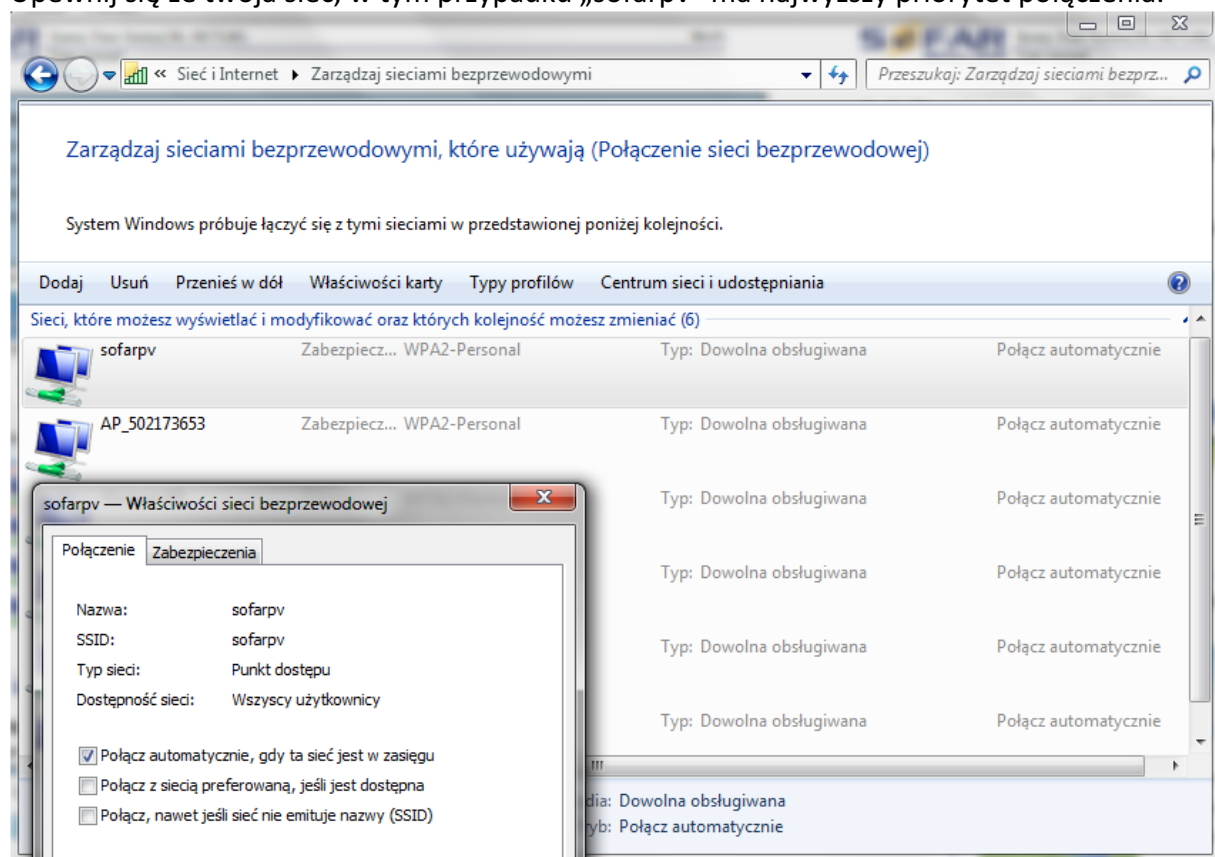 Upewnij się że twoja sieć, w tym przypadku „sofarpv” ma najwyższy priorytet połączenia.
SOFAR
« Sieć i Internet ▸ Zarządzaj sieciami bezprzewodowymi
Przeszukaj: Zarządzaj sieciami bezprz...
Zarządzaj sieciami bezprzewodowymi, które używają (Połączenie sieci bezprzewodowej)
System Windows próbuje łączyć się z tymi sieciami w przedstawionej poniżej kolejności.
Dodaj Usuń Przenieś w dół Właściwości karty Typy profilów Centrum sieci i udostępniania
Sieci, które możesz wyświetlać i modyfikować oraz których kolejność możesz zmieniać (6)
sofarpv Zabezpiecz... WPA2-Personal Typ: Dowolna obsługiwana Połącz automatycznie
AP_502173653 Zabezpiecz... WPA2-Personal Typ: Dowolna obsługiwana Połącz automatycznie
Typ: Dowolna obsługiwana Połącz automatycznie
Typ: Dowolna obsługiwana Połącz automatycznie
Typ: Dowolna obsługiwana Połącz automatycznie
Typ: Dowolna obsługiwana Połącz automatycznie
dia: Dowolna obsługiwana
yb: Połącz automatycznie
sofarpv — Właściwości sieci bezprzewodowej
Połączenie Zabezpieczenia
Nazwa: sofarpv
SSID: sofarpv
Typ sieci: Punkt dostępu
Dostępność sieci: Wszyscy użytkownicy
Połącz automatycznie, gdy ta sieć jest w zasięgu
Połącz z siecią preferowaną, jeśli jest dostępna
Połącz, nawet jeśli sieć nie emituje nazwy (SSID)